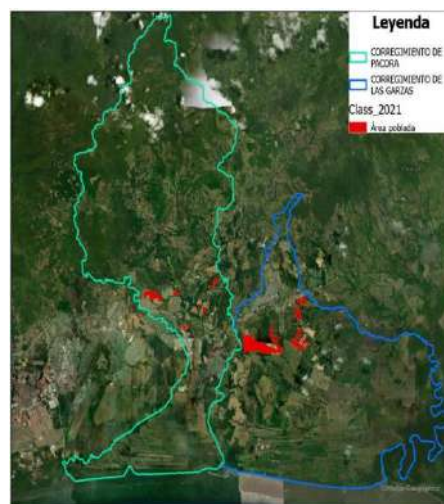 Leyenda
CORREGIMIENTO DE
PACORA
CORREGIMIENTO DE
LAS GARZAS
Class_2021
Área poblada